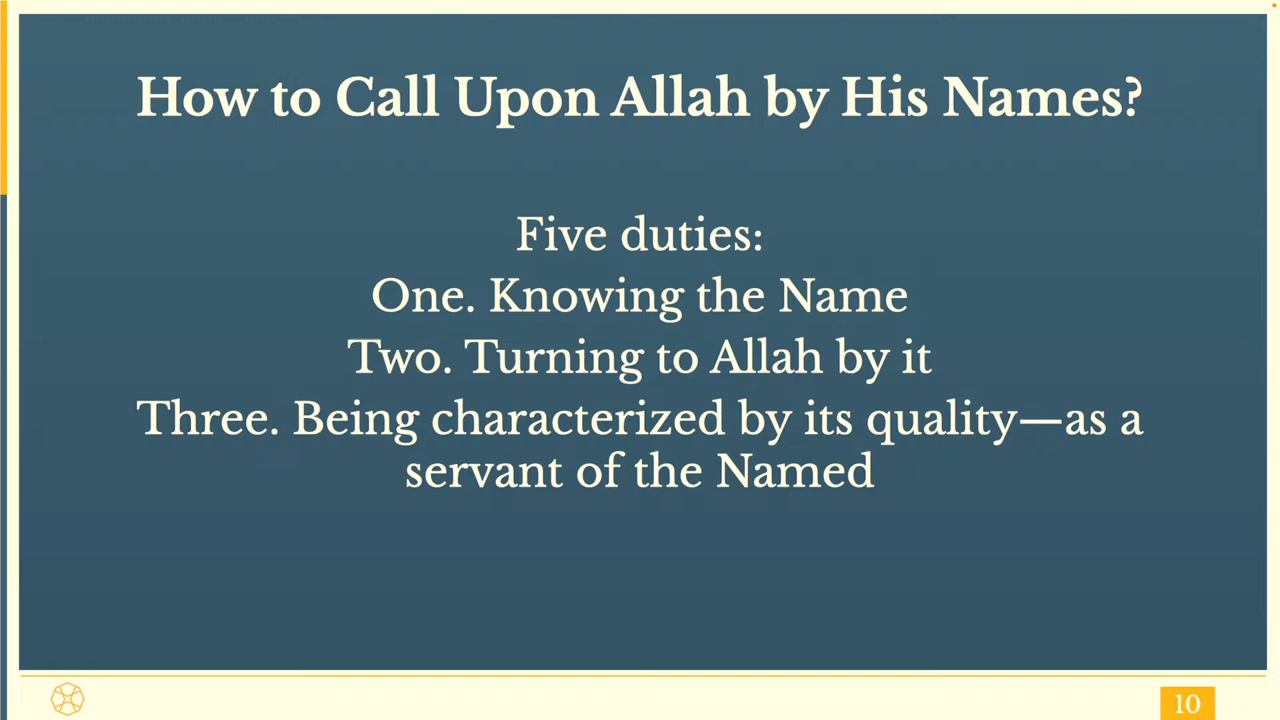 How to Call Upon Allah by His Names?
Five duties:
One. Knowing the Name
Two. Turning to Allah by it
Three. Being characterized by its quality—as a
servant of the Named
10